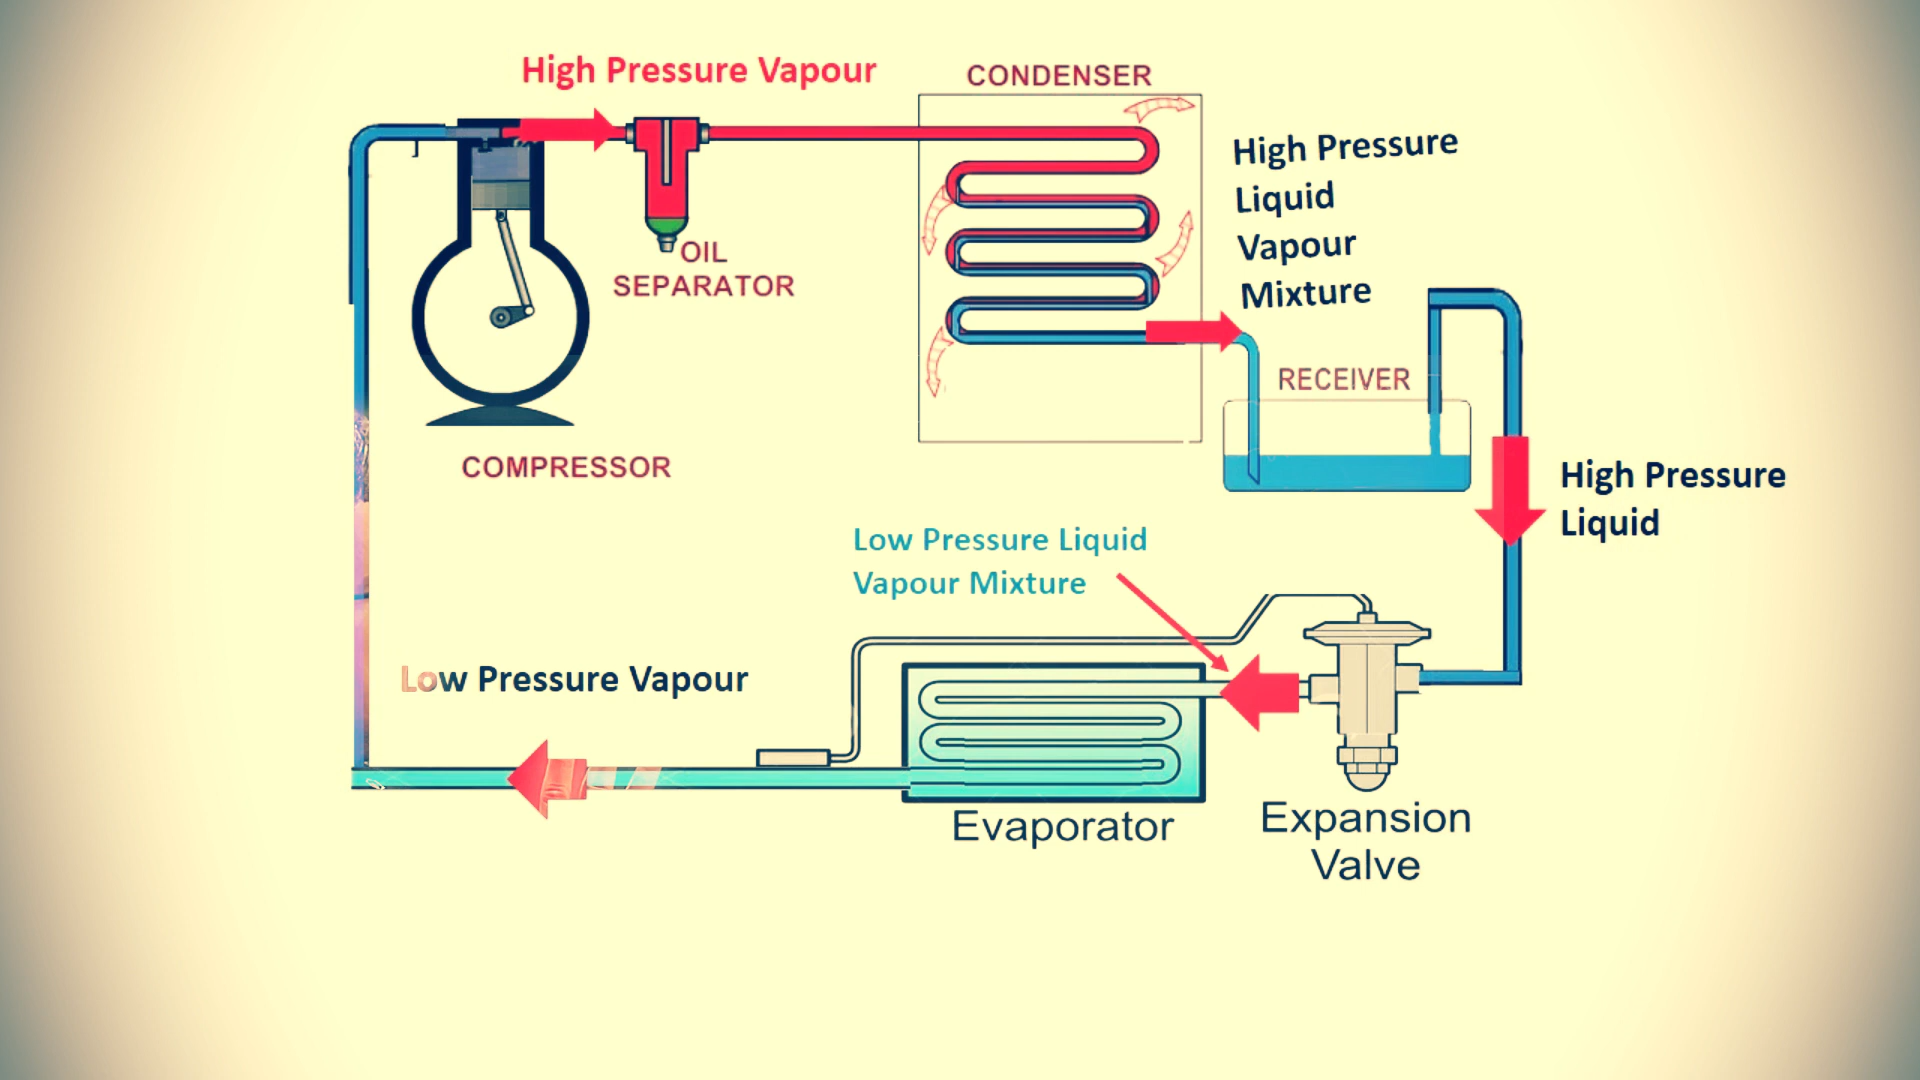 High Pressure Vapour
CONDENSER
High Pressure
Liquid
Vapour
Mixture
OIL
SEPARATOR
RECEIVER
COMPRESSOR
High Pressure
Liquid
Low Pressure Liquid
Vapour Mixture
Low Pressure Vapour
Evaporator
Expansion
Valve